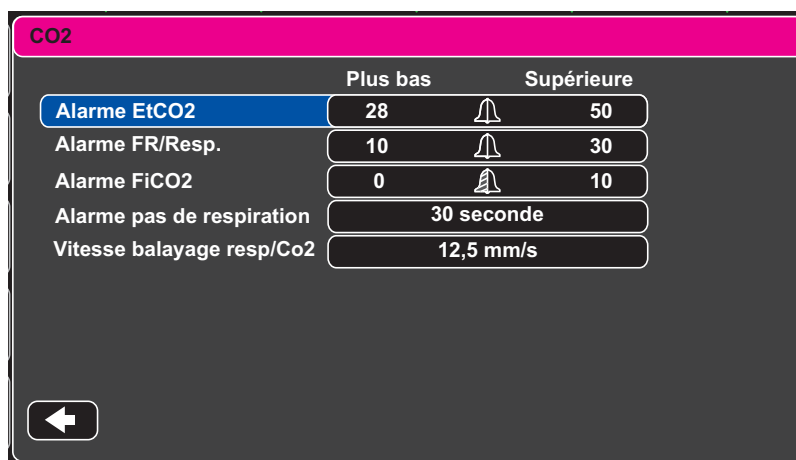 CO2
Plus bas Supérieure
Alarme EtCO2 28 50
Alarme FR/Resp. 10 30
Alarme FiCO2 0 10
Alarme pas de respiration 30 seconde
Vitesse balayage resp/Co2 12,5 mm/s